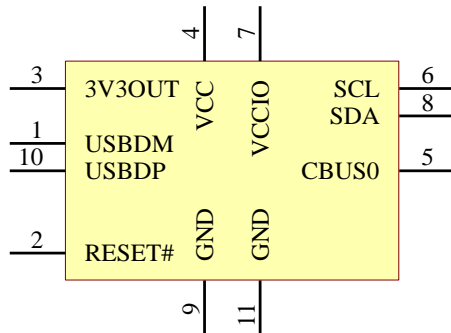 4 7
3 3V3OUT VCC VCCIO SCL 6
SDA 8
1 USBDM
10 USBDP CBUS0 5
2 RESET# GND GND
9 11